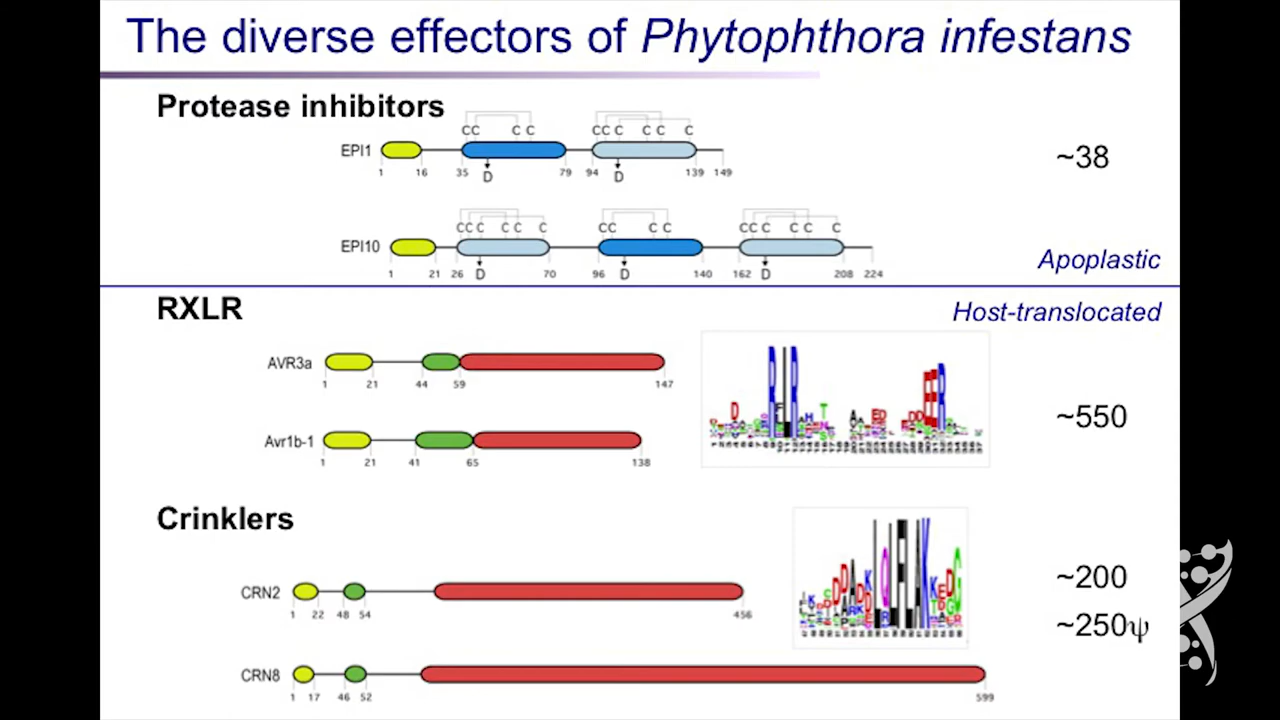 The diverse effectors of Phytophthora infestans
Protease inhibitors
CC C C CCC C C C
EPI1
~38
1 16 35 79 94 139 149
D D
CCC C C C CC C C CCC C C C
EPI10
1 21 26 70 96 140 162 208 224
D D D
Apoplastic
RXLR
Host-translocated
AVR3a
1 21 44 59 147
~550
Avr1b-1
1 21 41 65 138
Crinklers
CRN2
~200
1 22 48 54 456
~250ψ
CRN8
1 17 46 52 599